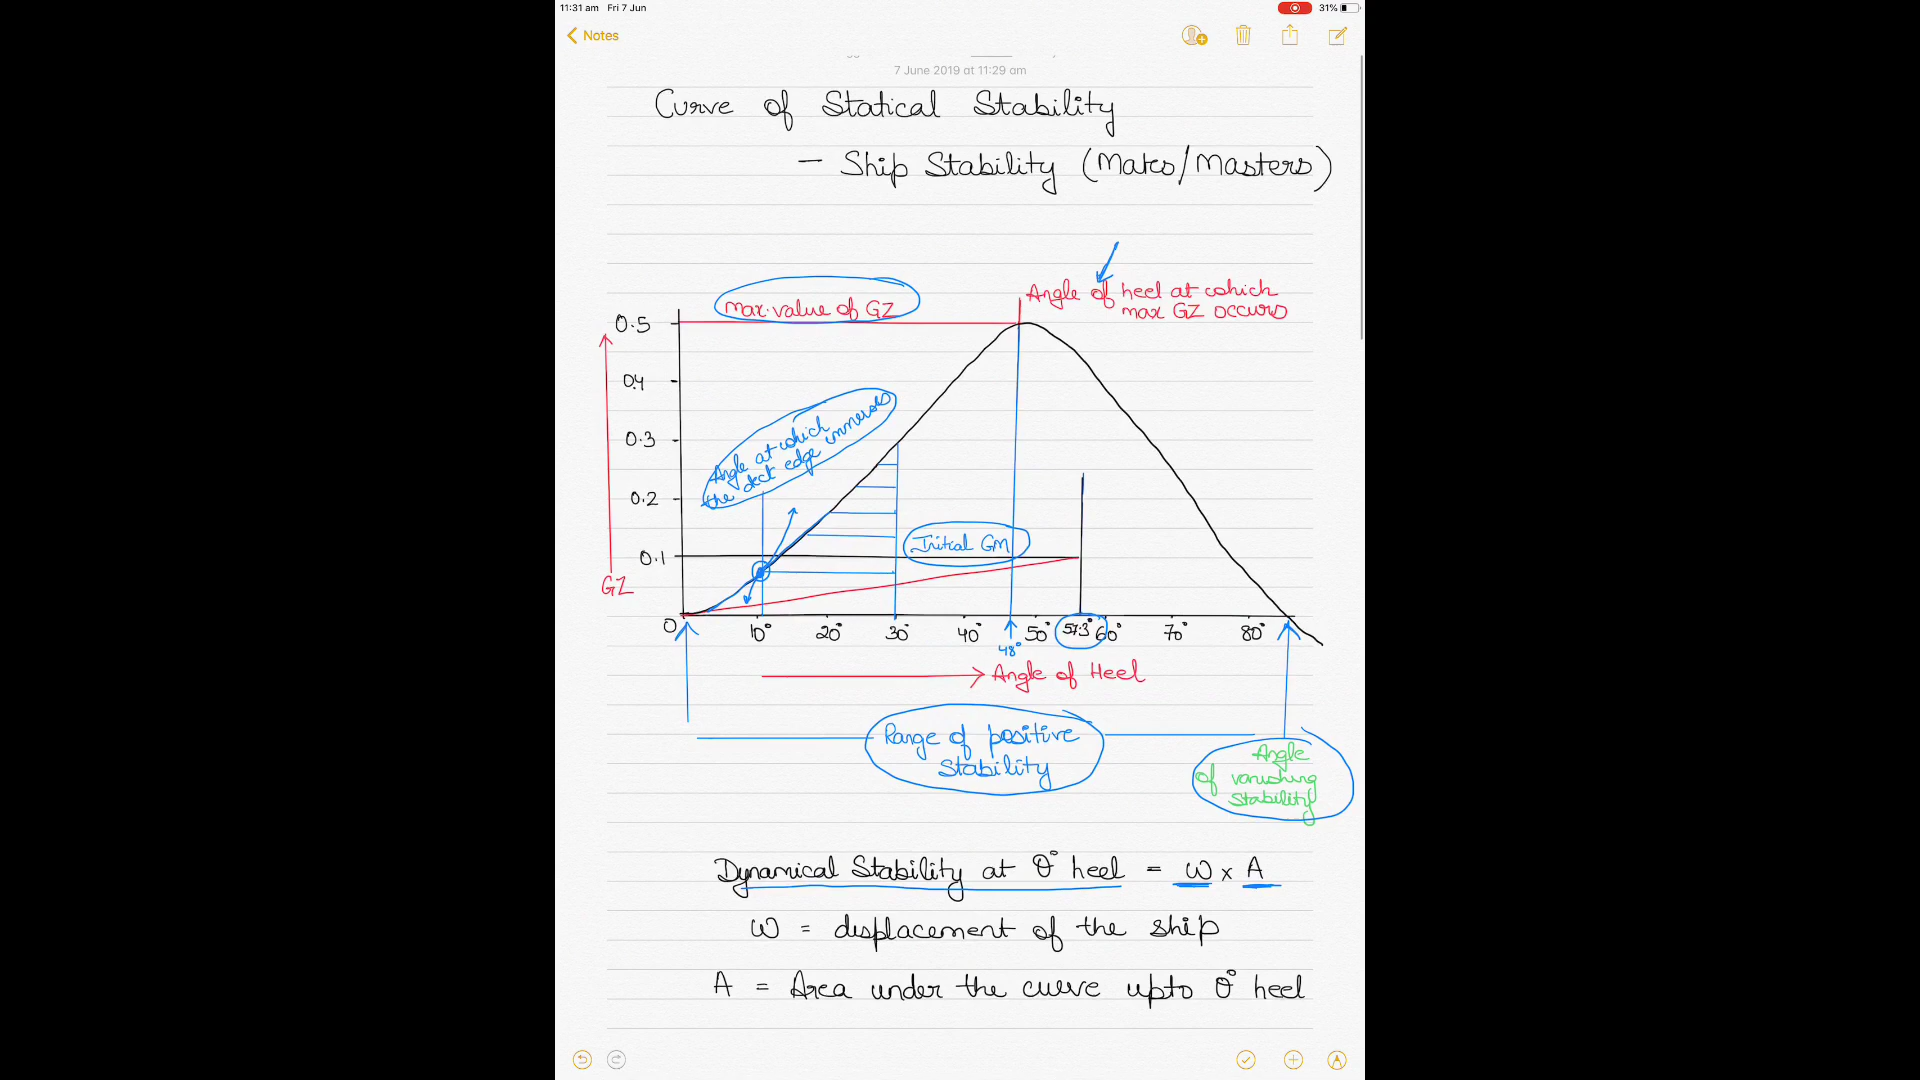 11:31 am Fri 7 Jun
31%
Notes
7 June 2019 at 11:29 am
Curve of Statical Stability
- Ship Stability (Mates/Masters)
Max. value of GZ
Angle of heel at which
max GZ occurs
0.5
0.4
0.3
0.2
0.1
GZ
Angle at which
the deck edge immerses
Initial GM
0 10° 20° 30° 40° 48° 50° 57.3° 60° 70° 80°
Angle of Heel
Range of positive
Stability
Angle
of vanishing
Stability
Dynamical Stability at θ° heel = W x A
W = displacement of the ship
A = Area under the curve upto θ° heel